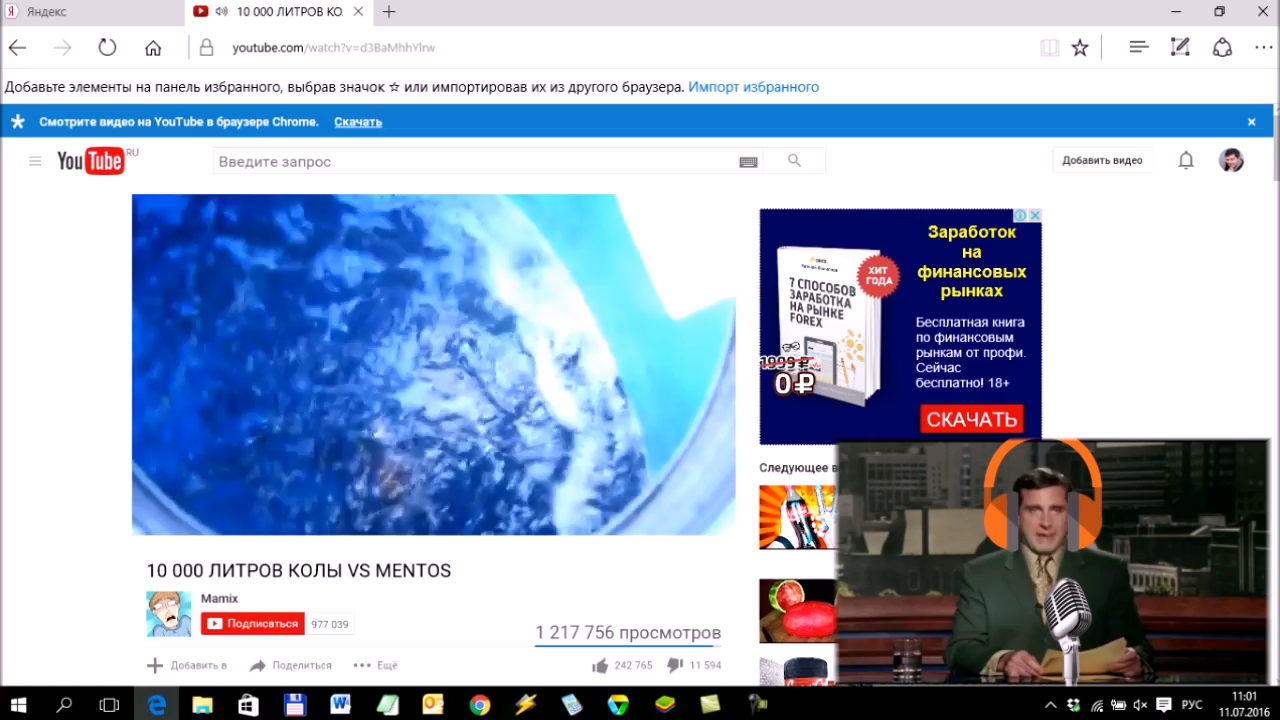 Яндекс
10 000 ЛИТРОВ КО.
youtube.com/watch?v=d3BaMhhYlrw
Добавьте элементы на панель избранного, выбрав значок ☆ или импортировав их из другого браузера. Импорт избранного
Смотрите видео на YouTube в браузере Chrome. Скачать
YouTube RU
Введите запрос
Добавить видео
Заработок
на
финансовых
рынках
ХИТ
ГОДА
7 СПОСОБОВ
ЗАРАБОТКА
НА РЫНКЕ
FOREX
1999 ₽
0 ₽
Бесплатная книга
по финансовым
рынкам от профи.
Сейчас
бесплатно! 18+
СКАЧАТЬ
Следующее в
10 000 ЛИТРОВ КОЛЫ VS MENTOS
Mamix
Подписаться 977 039
1 217 756 просмотров
Добавить в Поделиться Ещё
242 765 11 594
РУС
11:01
11.07.2016